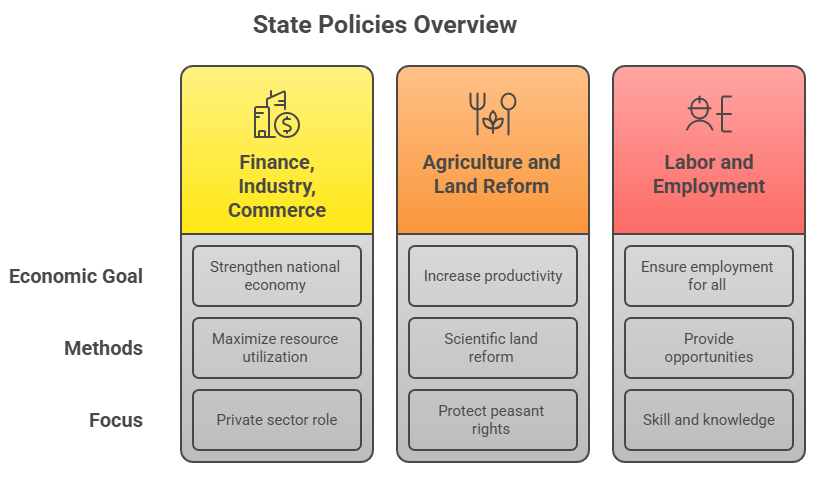 State Policies Overview
Finance,
Industry,
Commerce
Agriculture and
Land Reform
Labor and
Employment
Economic Goal
Strengthen national
economy
Increase productivity
Ensure employment
for all
Methods
Maximize resource
utilization
Scientific land
reform
Provide
opportunities
Focus
Private sector role
Protect peasant
rights
Skill and knowledge